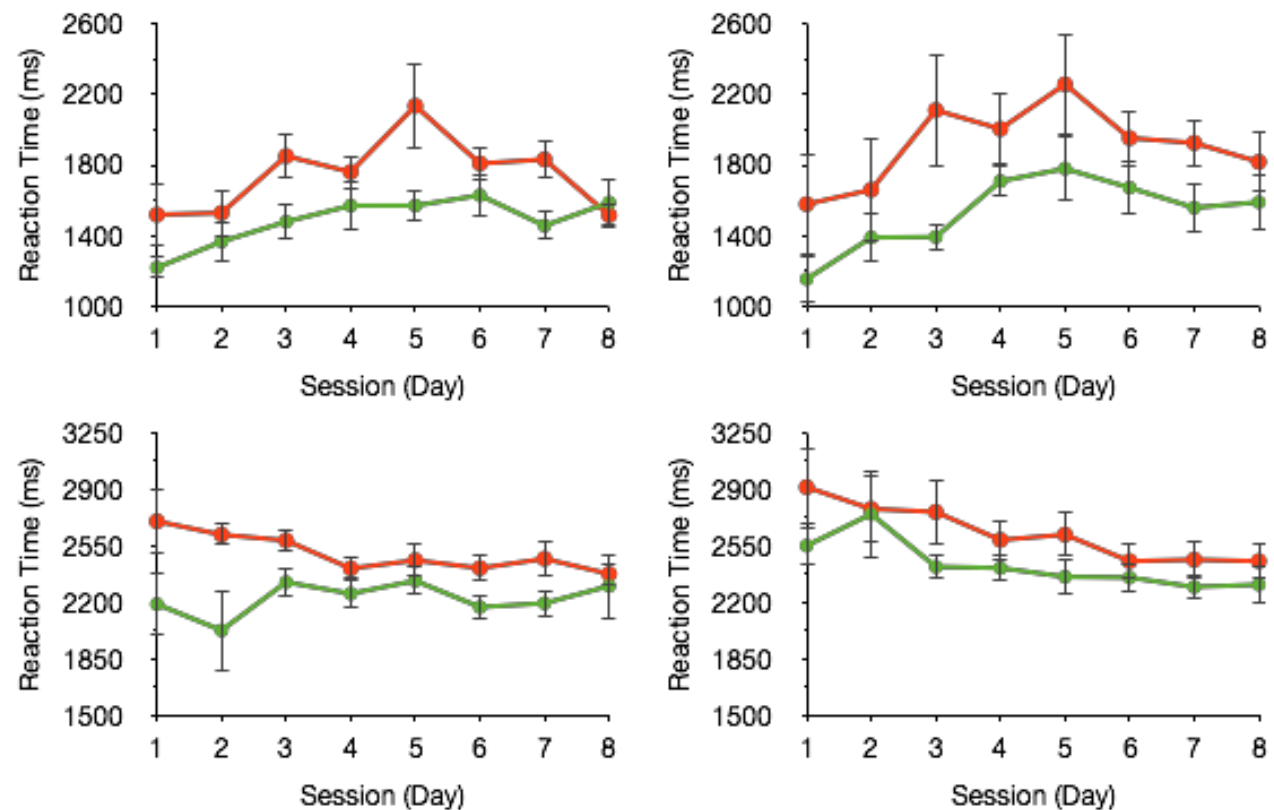 2600
2200
1800
1400
1000
Reaction Time (ms)
1 2 3 4 5 6 7 8
Session (Day)
2600
2200
1800
1400
1000
Reaction Time (ms)
1 2 3 4 5 6 7 8
Session (Day)
3250
2900
2550
2200
1850
1500
Reaction Time (ms)
1 2 3 4 5 6 7 8
Session (Day)
3250
2900
2550
2200
1850
1500
Reaction Time (ms)
1 2 3 4 5 6 7 8
Session (Day)